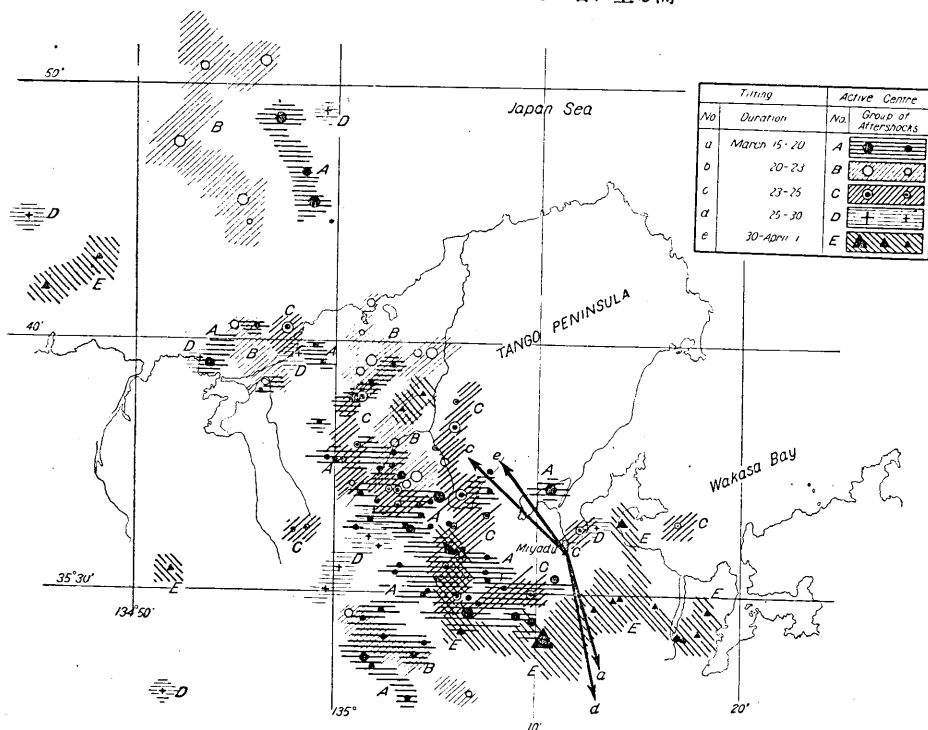 50'
Japan Sea
Tilting Active Centre
No Duration No. Group of Aftershocks
a March 15-20 A
b 20-23 B
c 23-25 C
d 25-30 D
e 30-April 1 E
D
B
A
D
E
TANGO PENINSULA
40'
C
A
B
D
B
A
D
C
C
B
A
c
e
A
Wakasa Bay
b
C
D
C
Miyadu
C
D
A
C
35°30'
E
A
134°50'
E
E
E
B
E
a
D
A
d
135°
10'
20'